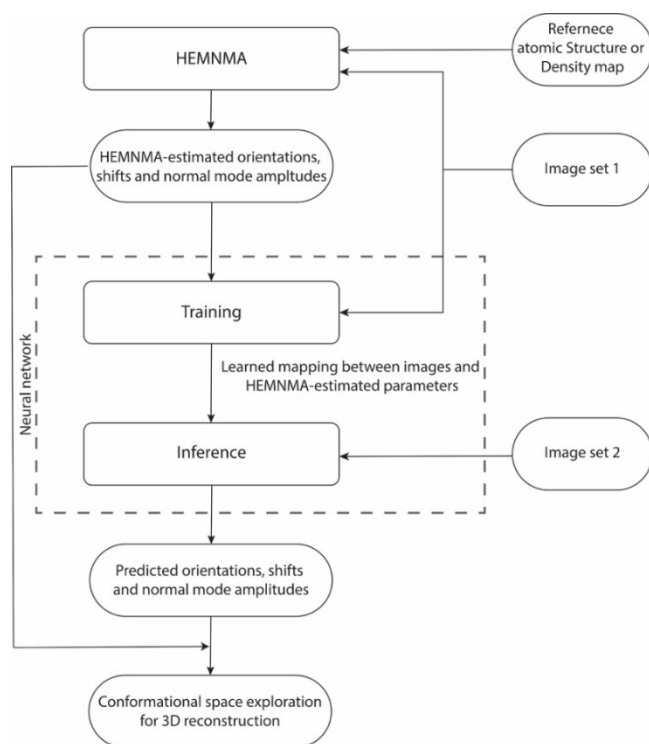 Refernece
atomic Structure or
Density map
HEMNMA
HEMNMA-estimated orientations,
shifts and normal mode ampltudes
Image set 1
Training
Neural network
Learned mapping between images and
HEMNMA-estimated parameters
Inference
Image set 2
Predicted orientations, shifts
and normal mode amplitudes
Conformational space exploration
for 3D reconstruction